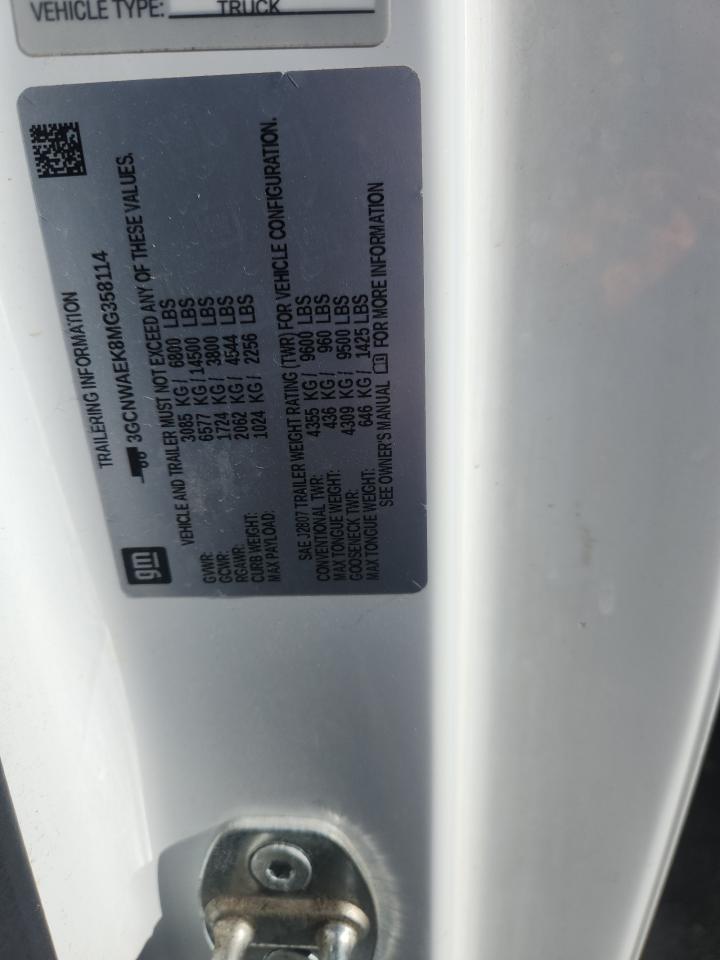 VEHICLE TYPE: TRUCK
TRAILERING INFORMATION
3GCNWAEK8MG358114
gm
VEHICLE AND TRAILER MUST NOT EXCEED ANY OF THESE VALUES.
GVWR: 3085 KG / 6800 LBS
GCWR: 6577 KG / 14500 LBS
RGAWR: 1724 KG / 3800 LBS
CURB WEIGHT: 2062 KG / 4544 LBS
MAX PAYLOAD: 1024 KG / 2256 LBS
SAE J2807 TRAILER WEIGHT RATING (TWR) FOR VEHICLE CONFIGURATION.
CONVENTIONAL TWR: 4355 KG / 9600 LBS
MAX TONGUE WEIGHT: 436 KG / 960 LBS
GOOSENECK TWR: 4309 KG / 9500 LBS
MAX TONGUE WEIGHT: 646 KG / 1425 LBS
SEE OWNER'S MANUAL FOR MORE INFORMATION